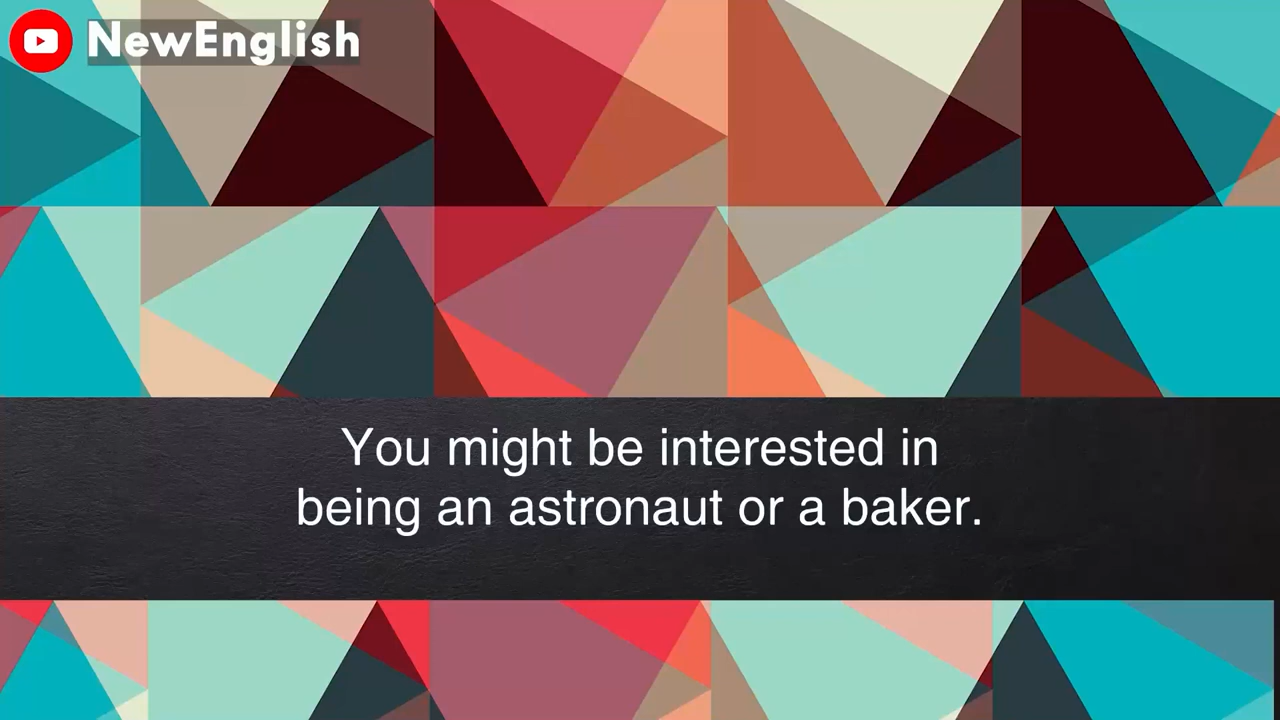 NewEnglish
You might be interested in
being an astronaut or a baker.